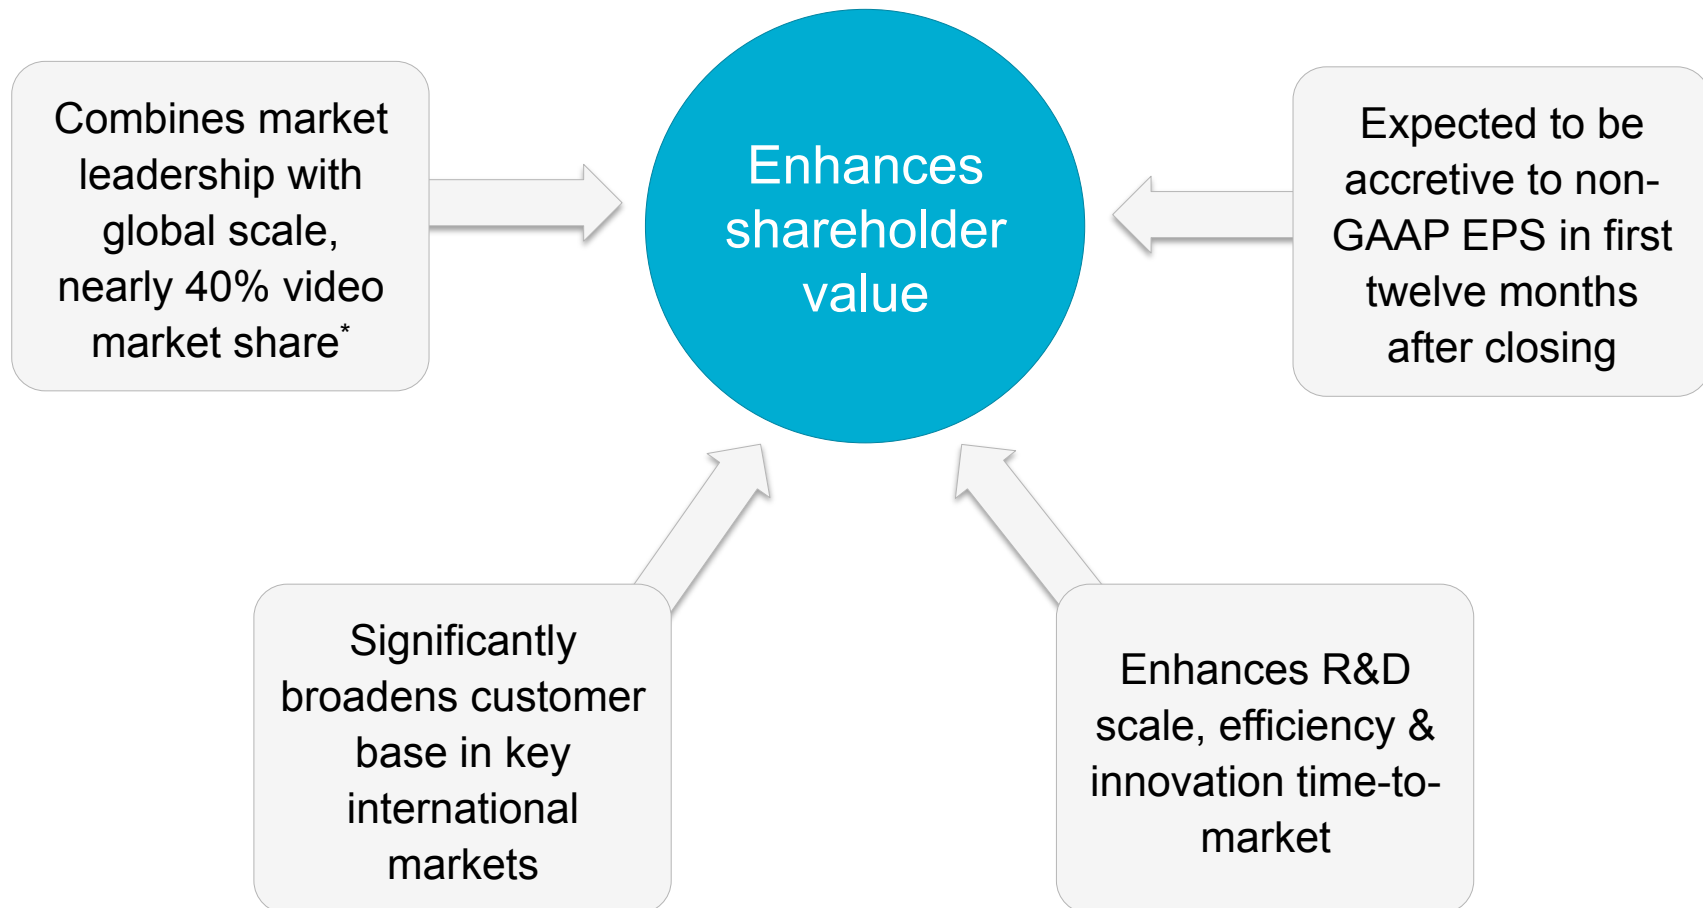 Combines market
leadership with
global scale,
nearly 40% video
market share*
Enhances
shareholder
value
Expected to be
accretive to non-
GAAP EPS in first
twelve months
after closing
Significantly
broadens customer
base in key
international
markets
Enhances R&D
scale, efficiency &
innovation time-to-
market